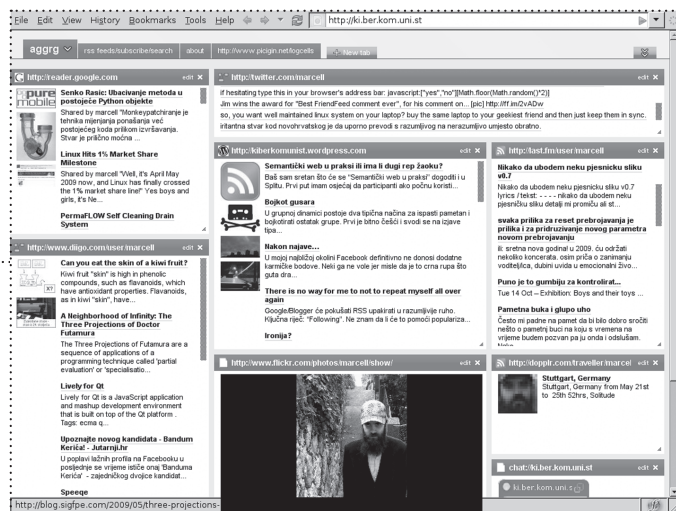 File Edit View History Bookmarks Tools Help http://ki.ber.kom.uni.st
aggrg rss feeds/subscribe/search about http://www.picigin.net/logcells New tab
http://reader.google.com edit ×
pure mobile
Senko Rasic: Ubacivanje metoda u
postojeće Python objekte
Shared by marcell "Monkeypatchiranje je
tehnika mijenjanja ponašanja već
postojećeg koda prilikom izvršavanja.
Stvar je prilično moćna ...
Linux Hits 1% Market Share
Milestone
Shared by marcell "Well, it's April May
2009 now, and Linux has finally crossed
the 1% market share line!" Yes boys and
girls, it's Ne...
PermaFLOW Self Cleaning Drain
System
http://www.diigo.com/user/marcell edit ×
Can you eat the skin of a kiwi fruit?
Kiwi fruit "skin" is high in phenolic
compounds, such as flavanoids, which
have antioxidant properties. Flavanoids,
as in kiwi "skin", have...
A Neighborhood of Infinity: The
Three Projections of Doctor
Futamura
The Three Projections of Futamura are a
sequence of applications of a
programming technique called 'partial
evaluation' or 'specialisatio...
Lively for Qt
Lively for Qt is a JavaScript application
and mashup development environment
that is built on top of the Qt platform .
Tags: ecma q...
Upoznajte novog kandidata - Bandum
Kerića! - Jutarnji.hr
U poplavi lažnih profila na Facebooku u
posljednje se vrijeme ističe onaj 'Banduma
Kerića' - zajedničkog dvojice kandidat...
Speeqe
http://twitter.com/marcell edit ×
if hesitating type this in your browser's address bar: javascript:["yes","no"][Math.floor(Math.random()*2)]
Jim wins the award for "Best FriendFeed comment ever", for his comment on... [pic] http://ff.im/2vADw
so, you want well maintained linux system on your laptop? buy the same laptop to your geekiest friend and then just keep them in sync.
iritantna stvar kod novohrvatskog je da uporno prevodi s razumljivog na nerazumljivo umjesto obratno.
http://kiberkomunist.wordpress.com edit ×
Semantički web u praksi ili ima li dugi rep žaoku?
Baš sam sretan što će se "Semantički web u praksi" dogoditi i u
Splitu. Prvi put imam osjećaj da participanti ako počnu koristi...
Bojkot gusara
U grupnoj dinamici postoje dva tipična načina za ispasti pametan i
bojkotirati ostatak grupe. Prvi je bitno češći i svodi se na izjave
tipa...
Nakon najave...
U mojoj najbližoj okolini Facebook definitivno ne donosi dodatne
karmičke bodove. Neki ga ne vole jer misle da je to crna rupa što
guta dra...
There is no way for me to not to repeat myself all over
again
Google/Blogger će pokušati RSS upakirati u razumljivije ruho.
Ključna riječ: "Following". Ne znam da li će to pomoći populariza...
Ironija?
http://last.fm/user/marcell edit ×
Nikako da ubodem neku pjesnicku sliku
v0.7
Nikako da ubodem neku pjesnicku sliku v0.7
lyrics / tekst: - - - - nikako da ubodem neku
pjesničku sliku detalji mi promiču ali st...
svaka prilika za reset prebrojavanja je
prilika i za pridruzivanje novog parametra
novom prebrojavanju
ili: sretna nova godina! u 2009. ću održati
nekoliko koncerata. osim priča o zanimanju
voditeljilca, dubini uvida u emocionalni živo...
Puno je to gumbiju za kontrolirat...
Tue 14 Oct – Exhibition: Boys and their toys ...
Pametna buka i glupo uho
Često mi padne na pamet da bi bilo dobro sročiti
nešto o pametnoj buci na koju s vremena na
vrijeme budem pozvan pa ju onda i odslušam.
http://www.flickr.com/photos/marcell/show/ edit ×
http://dopplr.com/traveller/marcel edit ×
Stuttgart, Germany
Stuttgart, Germany from May 21st
to 25th 52hrs, Solitude
chat://ki.ber.kom.uni.st edit ×
ki.ber.kom.uni.s
http://blog.sigfpe.com/2009/05/three-projections-